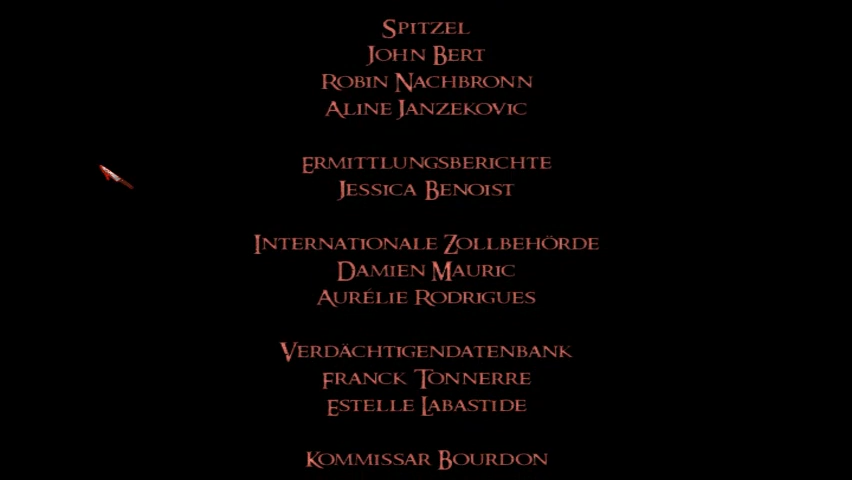 Spitzel
John Bert
Robin Nachbronn
Aline Janzekovic
Ermittlungsberichte
Jessica Benoist
Internationale Zollbehörde
Damien Mauric
Aurélie Rodrigues
Verdächtigendatenbank
Franck Tonnerre
Estelle Labastide
Kommissar Bourdon